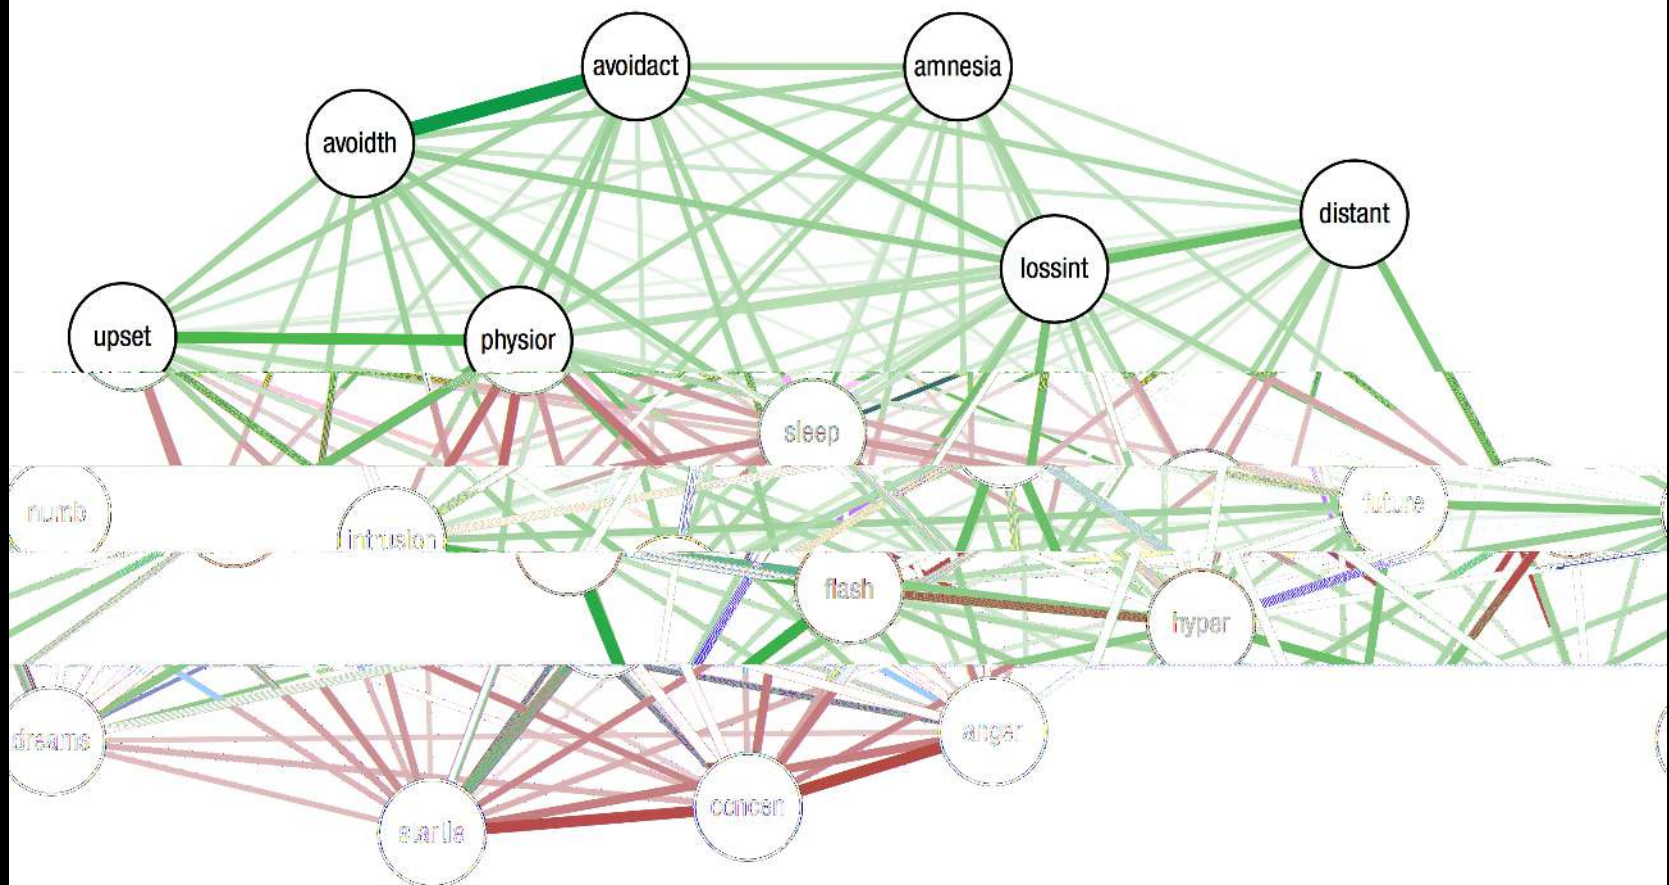 avoidact
amnesia
avoidth
distant
lossint
upset
physior
sleep
future
numb
intrusion
flash
hyper
dreams
anger
concen
startle